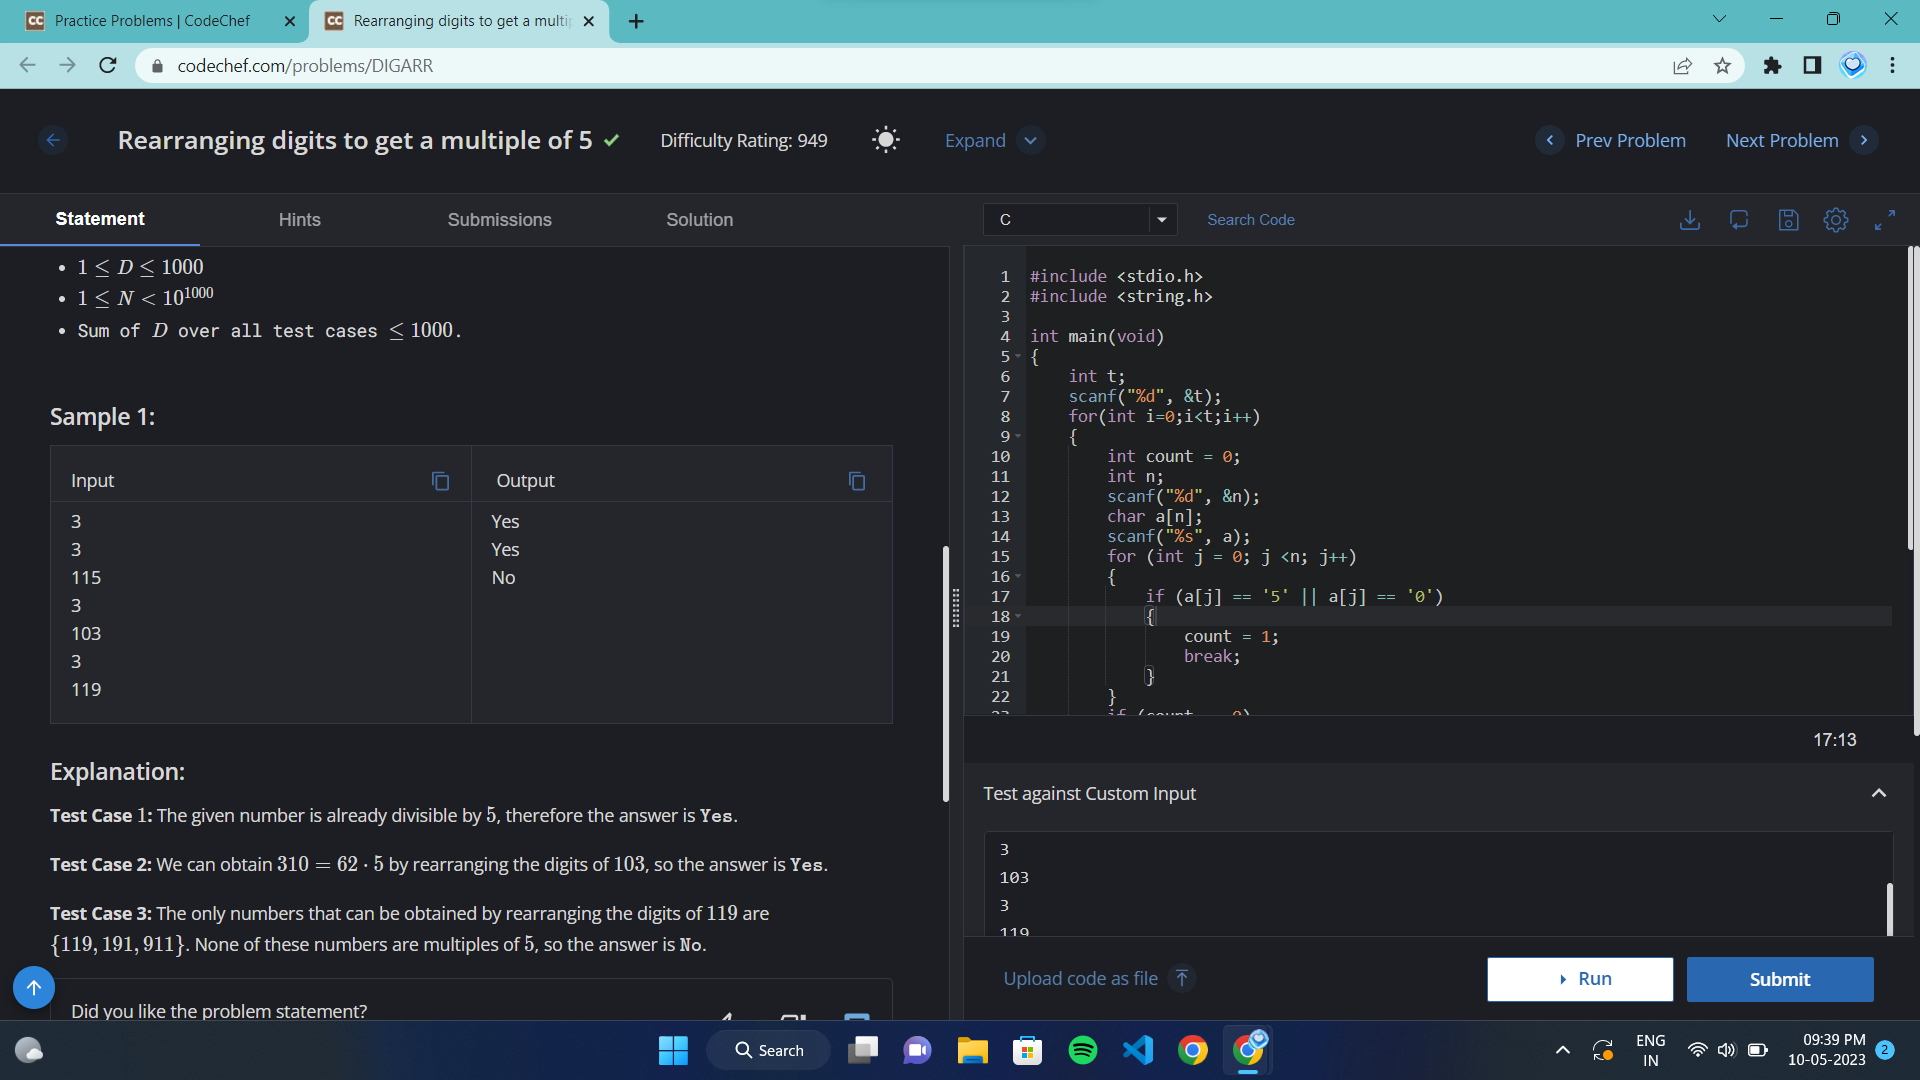 Practice Problems | CodeChef
Rearranging digits to get a multip
codechef.com/problems/DIGARR
Rearranging digits to get a multiple of 5
Difficulty Rating: 949
Expand
Prev Problem
Next Problem
Statement
Hints
Submissions
Solution
C
Search Code
• 1 ≤ D ≤ 1000
• 1 ≤ N < 10^1000
• Sum of D over all test cases ≤ 1000.
Sample 1:
Input
Output
3
3
115
3
103
3
119
Yes
Yes
No
Explanation:
Test Case 1: The given number is already divisible by 5, therefore the answer is Yes.
Test Case 2: We can obtain 310 = 62 · 5 by rearranging the digits of 103, so the answer is Yes.
Test Case 3: The only numbers that can be obtained by rearranging the digits of 119 are
{119, 191, 911}. None of these numbers are multiples of 5, so the answer is No.
Did you like the problem statement?
1 #include <stdio.h>
2 #include <string.h>
3
4 int main(void)
5 {
6 int t;
7 scanf("%d", &t);
8 for(int i=0;i<t;i++)
9 {
10 int count = 0;
11 int n;
12 scanf("%d", &n);
13 char a[n];
14 scanf("%s", a);
15 for (int j = 0; j <n; j++)
16 {
17 if (a[j] == '5' || a[j] == '0')
18 {
19 count = 1;
20 break;
21 }
22 }
17:13
Test against Custom Input
3
103
3
119
Upload code as file
Run
Submit
Search
ENG
IN
09:39 PM
10-05-2023
2